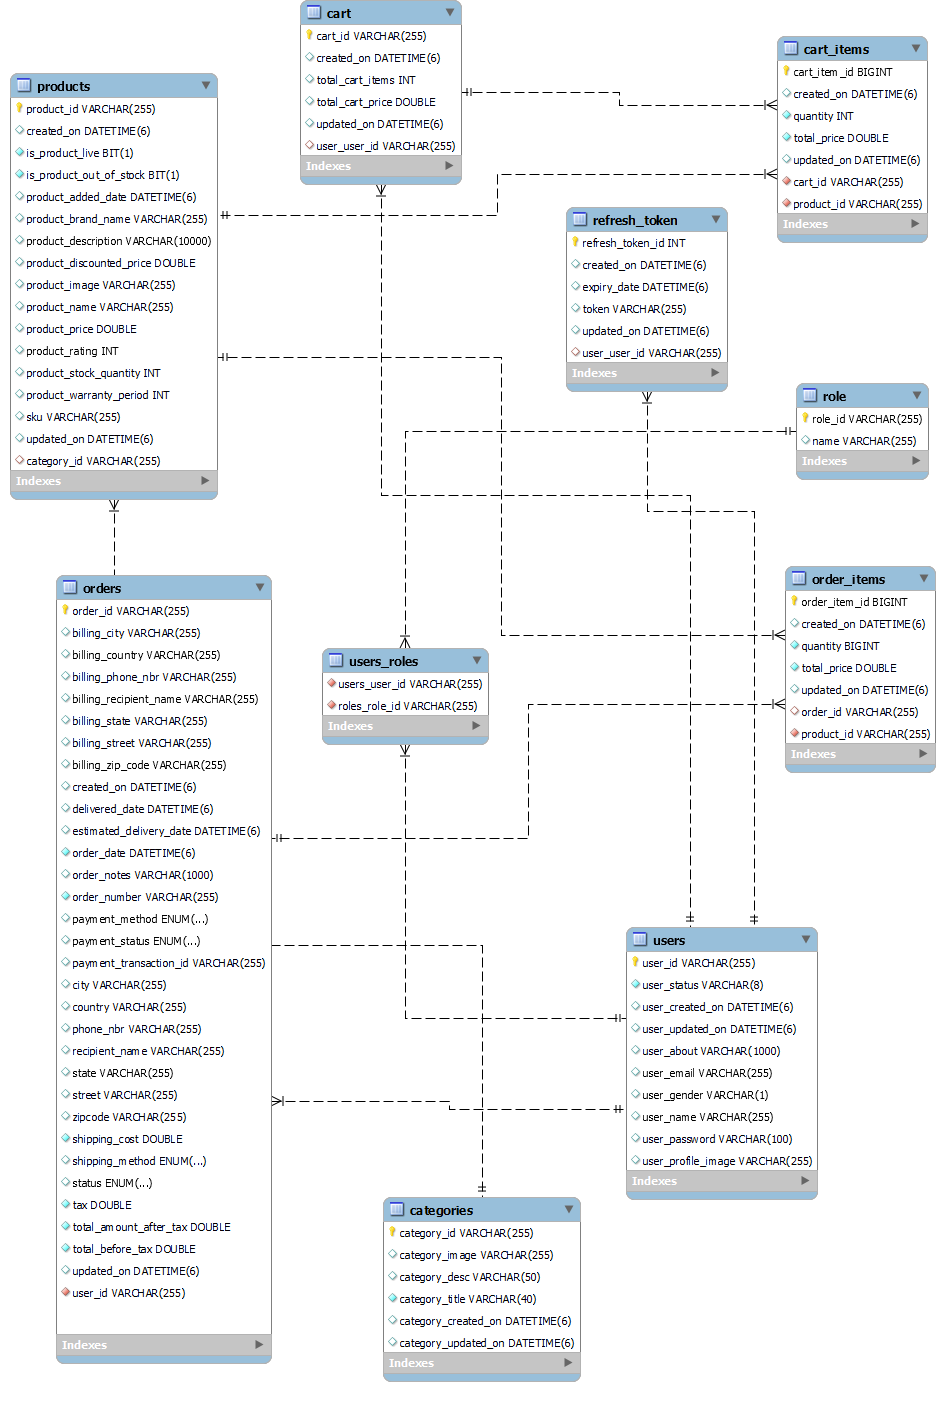 cart
cart_id VARCHAR(255)
created_on DATETIME(6)
total_cart_items INT
total_cart_price DOUBLE
updated_on DATETIME(6)
user_user_id VARCHAR(255)
Indexes
cart_items
cart_item_id BIGINT
created_on DATETIME(6)
quantity INT
total_price DOUBLE
updated_on DATETIME(6)
cart_id VARCHAR(255)
product_id VARCHAR(255)
Indexes
products
product_id VARCHAR(255)
created_on DATETIME(6)
is_product_live BIT(1)
is_product_out_of_stock BIT(1)
product_added_date DATETIME(6)
product_brand_name VARCHAR(255)
product_description VARCHAR(10000)
product_discounted_price DOUBLE
product_image VARCHAR(255)
product_name VARCHAR(255)
product_price DOUBLE
product_rating INT
product_stock_quantity INT
product_warranty_period INT
sku VARCHAR(255)
updated_on DATETIME(6)
category_id VARCHAR(255)
Indexes
refresh_token
refresh_token_id INT
created_on DATETIME(6)
expiry_date DATETIME(6)
token VARCHAR(255)
updated_on DATETIME(6)
user_user_id VARCHAR(255)
Indexes
role
role_id VARCHAR(255)
name VARCHAR(255)
Indexes
orders
order_id VARCHAR(255)
billing_city VARCHAR(255)
billing_country VARCHAR(255)
billing_phone_nbr VARCHAR(255)
billing_recipient_name VARCHAR(255)
billing_state VARCHAR(255)
billing_street VARCHAR(255)
billing_zip_code VARCHAR(255)
created_on DATETIME(6)
delivered_date DATETIME(6)
estimated_delivery_date DATETIME(6)
order_date DATETIME(6)
order_notes VARCHAR(1000)
order_number VARCHAR(255)
payment_method ENUM(...)
payment_status ENUM(...)
payment_transaction_id VARCHAR(255)
city VARCHAR(255)
country VARCHAR(255)
phone_nbr VARCHAR(255)
recipient_name VARCHAR(255)
state VARCHAR(255)
street VARCHAR(255)
zipcode VARCHAR(255)
shipping_cost DOUBLE
shipping_method ENUM(...)
status ENUM(...)
tax DOUBLE
total_amount_after_tax DOUBLE
total_before_tax DOUBLE
updated_on DATETIME(6)
user_id VARCHAR(255)
Indexes
users_roles
users_user_id VARCHAR(255)
roles_role_id VARCHAR(255)
Indexes
order_items
order_item_id BIGINT
created_on DATETIME(6)
quantity BIGINT
total_price DOUBLE
updated_on DATETIME(6)
order_id VARCHAR(255)
product_id VARCHAR(255)
Indexes
users
user_id VARCHAR(255)
user_status VARCHAR(8)
user_created_on DATETIME(6)
user_updated_on DATETIME(6)
user_about VARCHAR(1000)
user_email VARCHAR(255)
user_gender VARCHAR(1)
user_name VARCHAR(255)
user_password VARCHAR(100)
user_profile_image VARCHAR(255)
Indexes
categories
category_id VARCHAR(255)
category_image VARCHAR(255)
category_desc VARCHAR(50)
category_title VARCHAR(40)
category_created_on DATETIME(6)
category_updated_on DATETIME(6)
Indexes